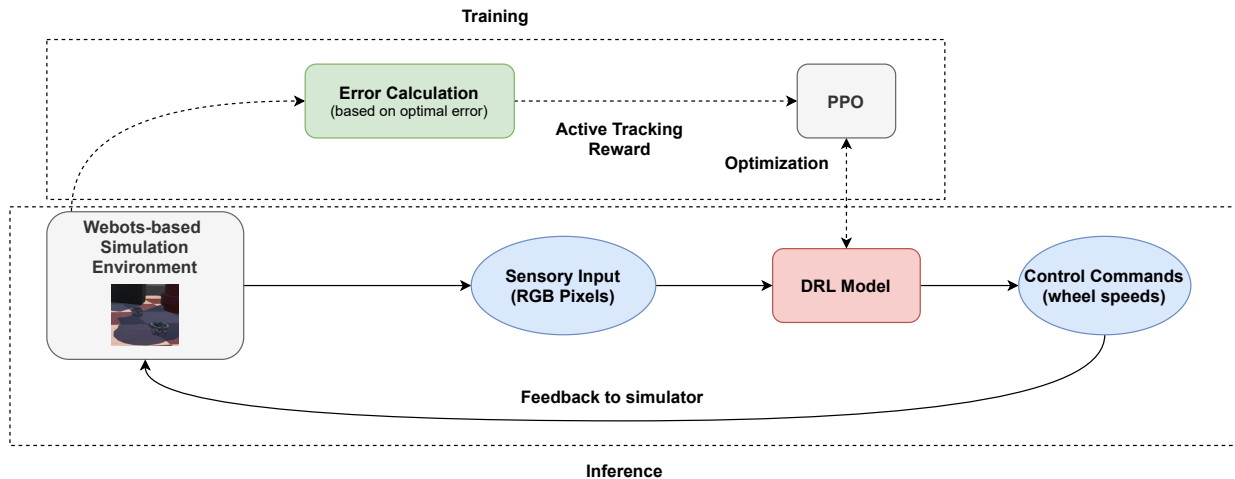 Training
Error Calculation
(based on optimal error)
PPO
Active Tracking
Reward
Optimization
Webots-based
Simulation
Environment
Sensory Input
(RGB Pixels)
DRL Model
Control Commands
(wheel speeds)
Feedback to simulator
Inference